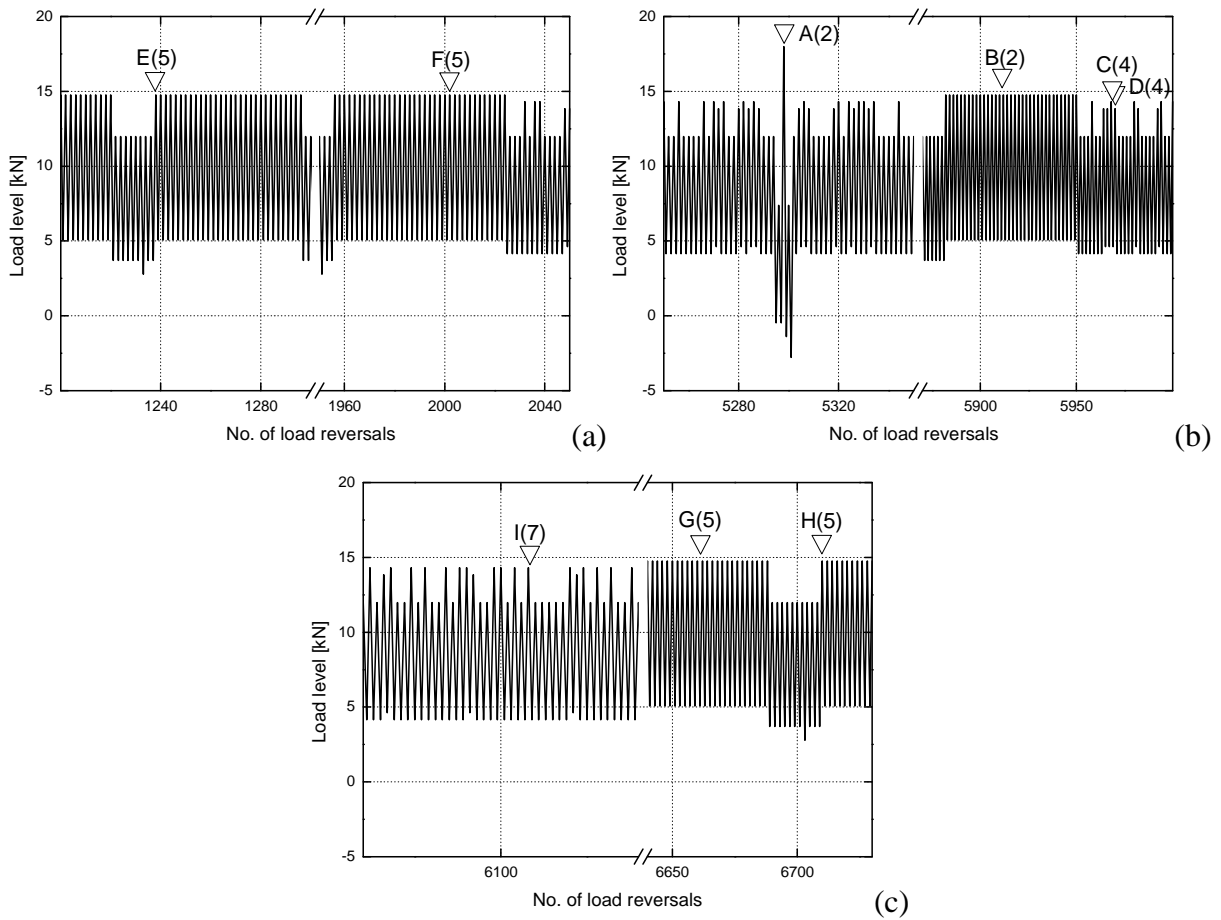 20
15
10
5
0
-5
Load level [kN]
E(5)
F(5)
1240
1280
1960
2000
2040
No. of load reversals
(a)
20
15
10
5
0
-5
Load level [kN]
A(2)
B(2)
C(4)
D(4)
5280
5320
5900
5950
No. of load reversals
(b)
20
15
10
5
0
-5
Load level [kN]
I(7)
G(5)
H(5)
6100
6650
6700
No. of load reversals
(c)